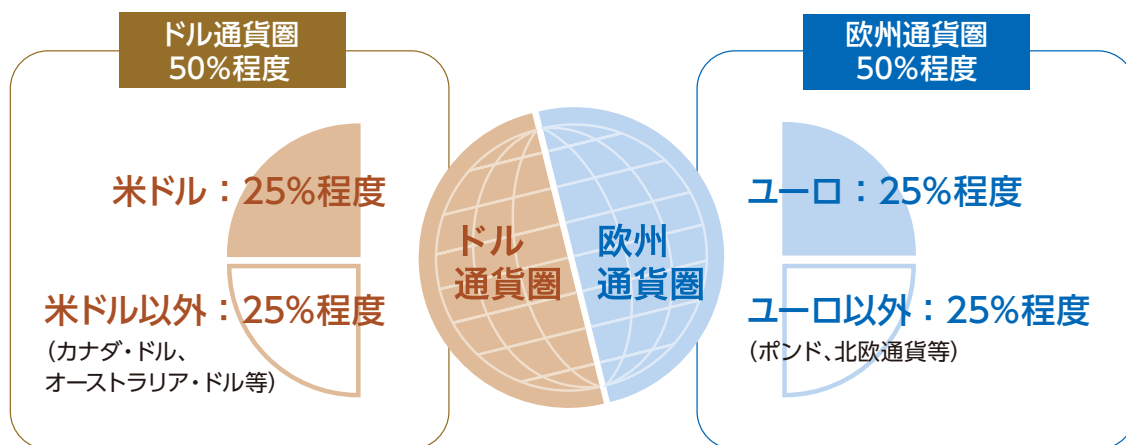 ドル通貨圏
50%程度
米ドル：25%程度
米ドル以外：25%程度
（カナダ・ドル、
オーストラリア・ドル等）
ドル
通貨圏
欧州
通貨圏
欧州通貨圏
50%程度
ユーロ：25%程度
ユーロ以外：25%程度
（ポンド、北欧通貨等）